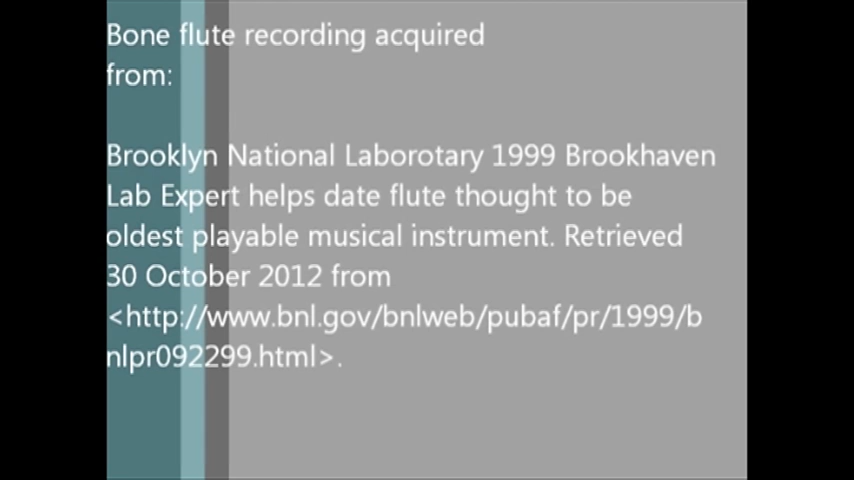 Bone flute recording acquired
from:
Brooklyn National Laborotary 1999 Brookhaven
Lab Expert helps date flute thought to be
oldest playable musical instrument. Retrieved
30 October 2012 from
<http://www.bnl.gov/bnlweb/pubaf/pr/1999/b
nlpr092299.html>.